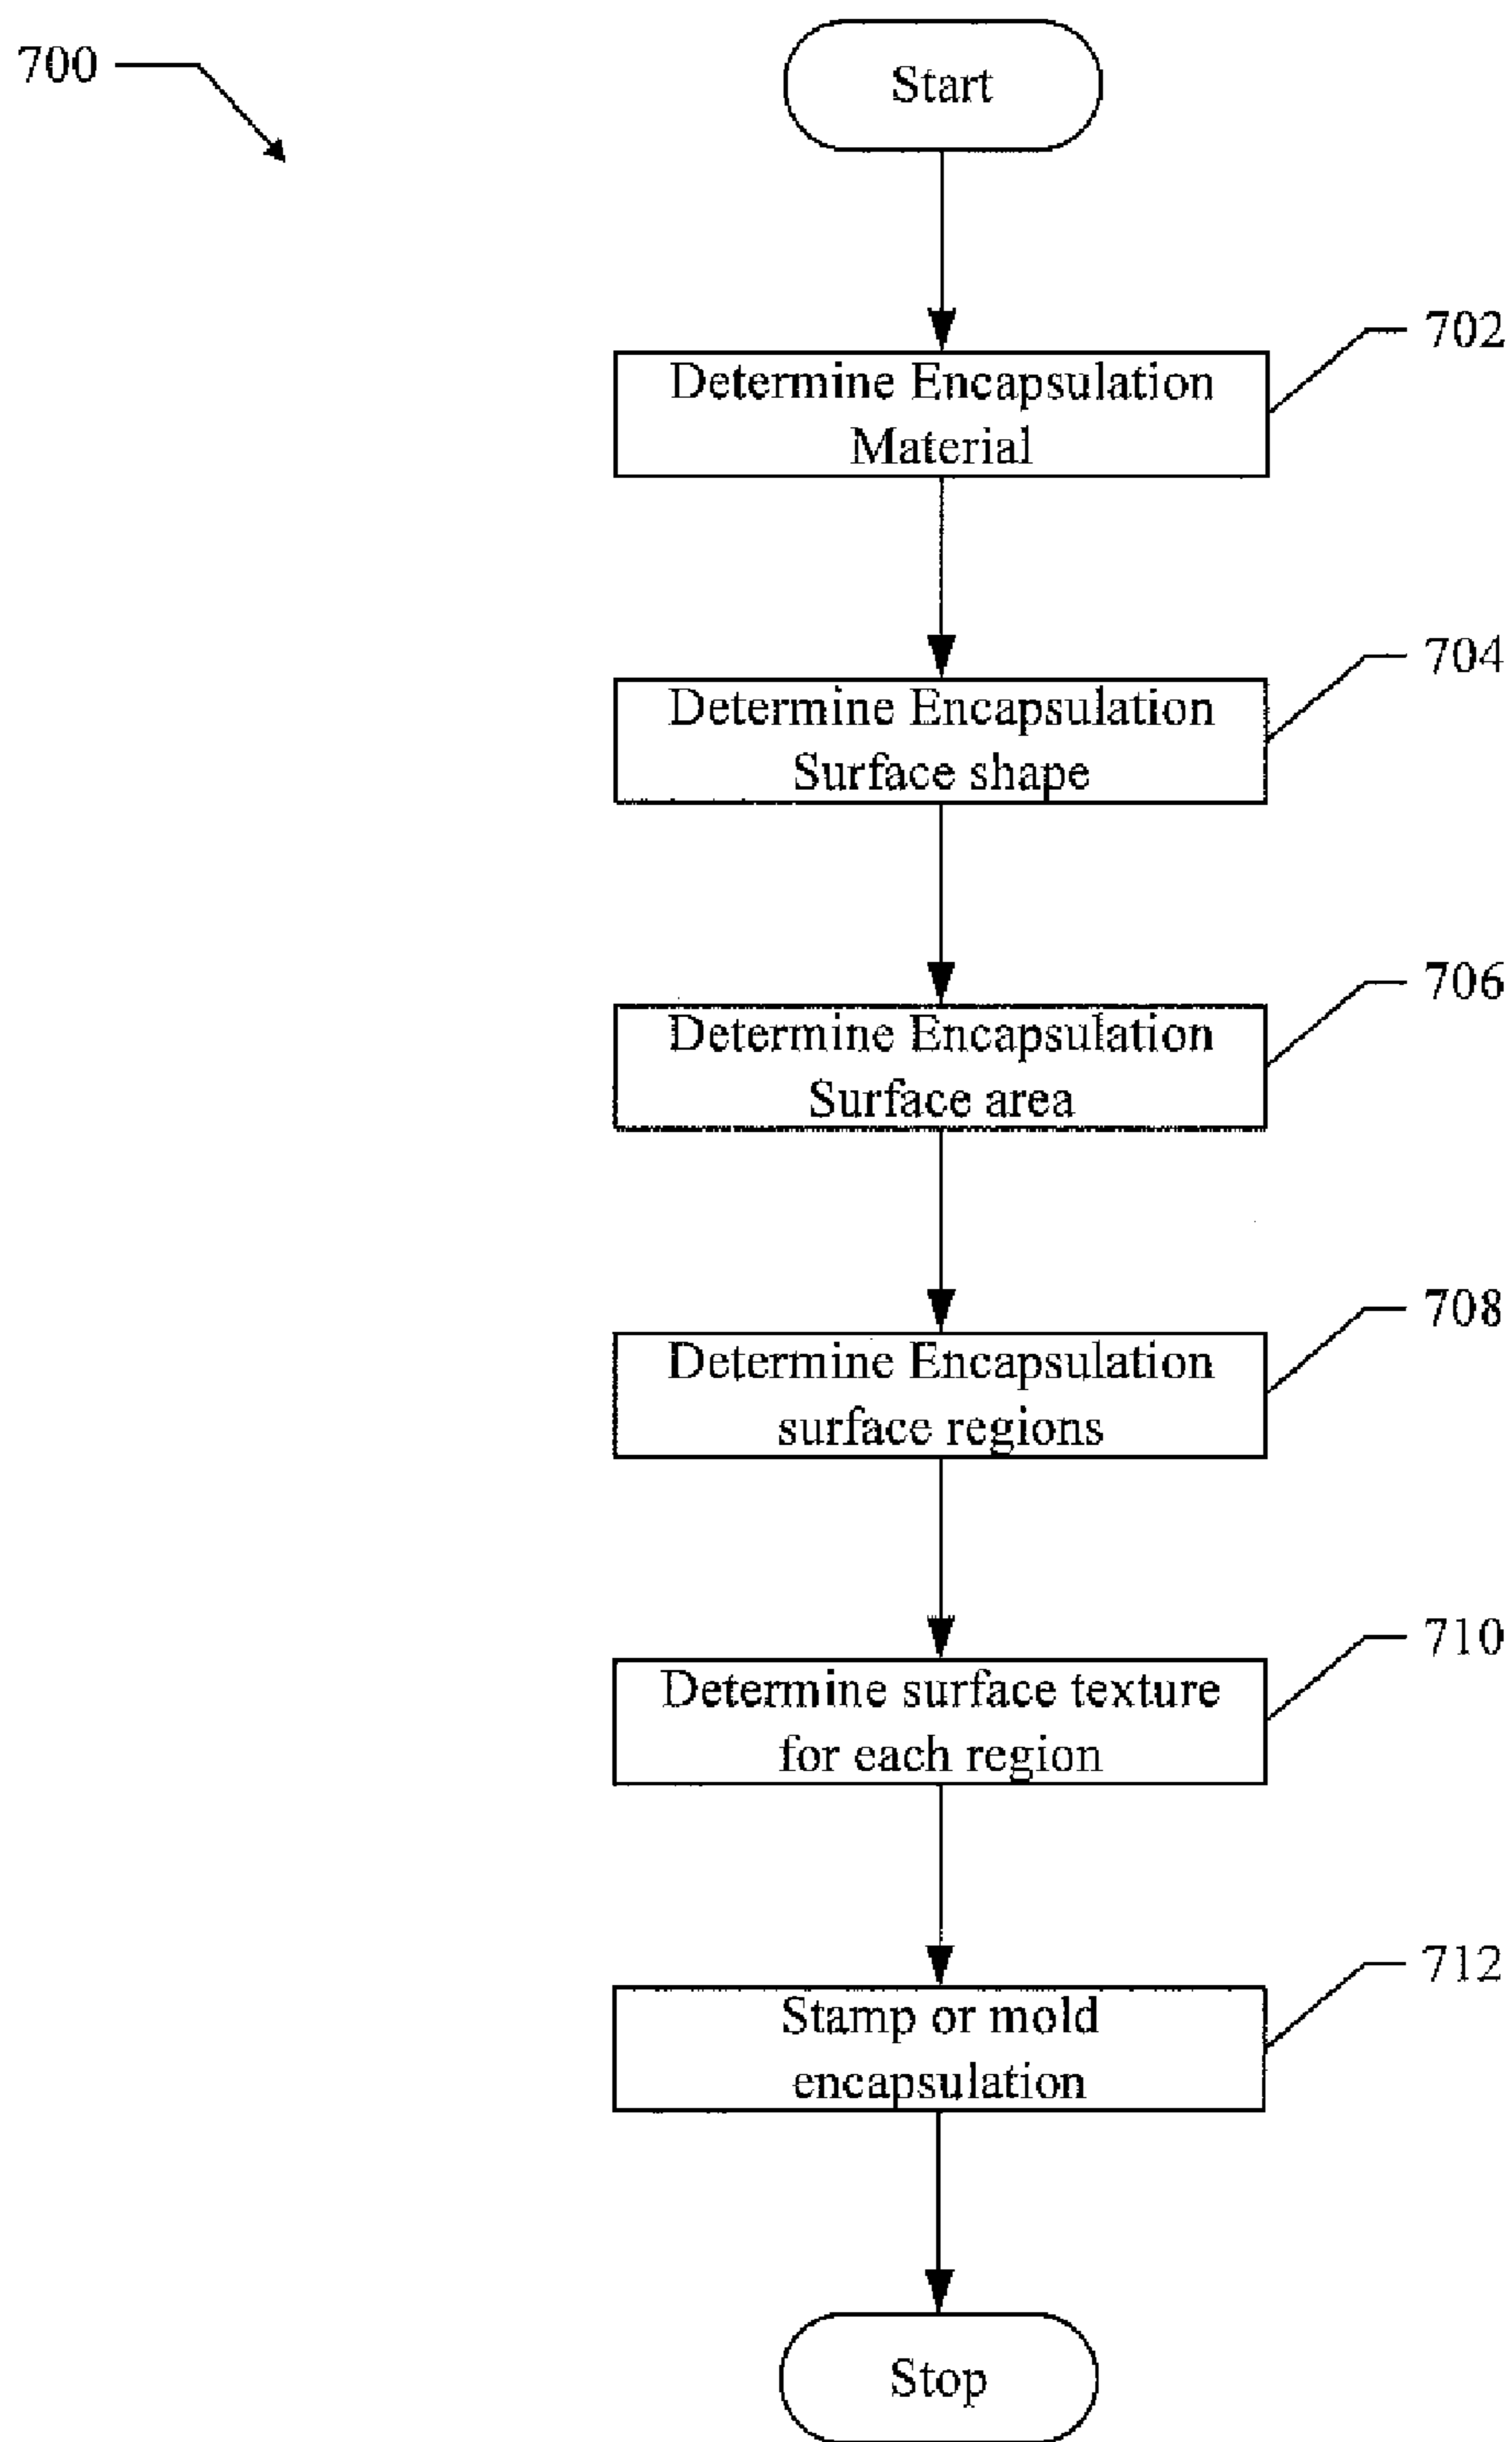 700
Start
702
Determine Encapsulation
Material
704
Determine Encapsulation
Surface shape
706
Determine Encapsulation
Surface area
708
Determine Encapsulation
surface regions
710
Determine surface texture
for each region
712
Stamp or mold
encapsulation
Stop